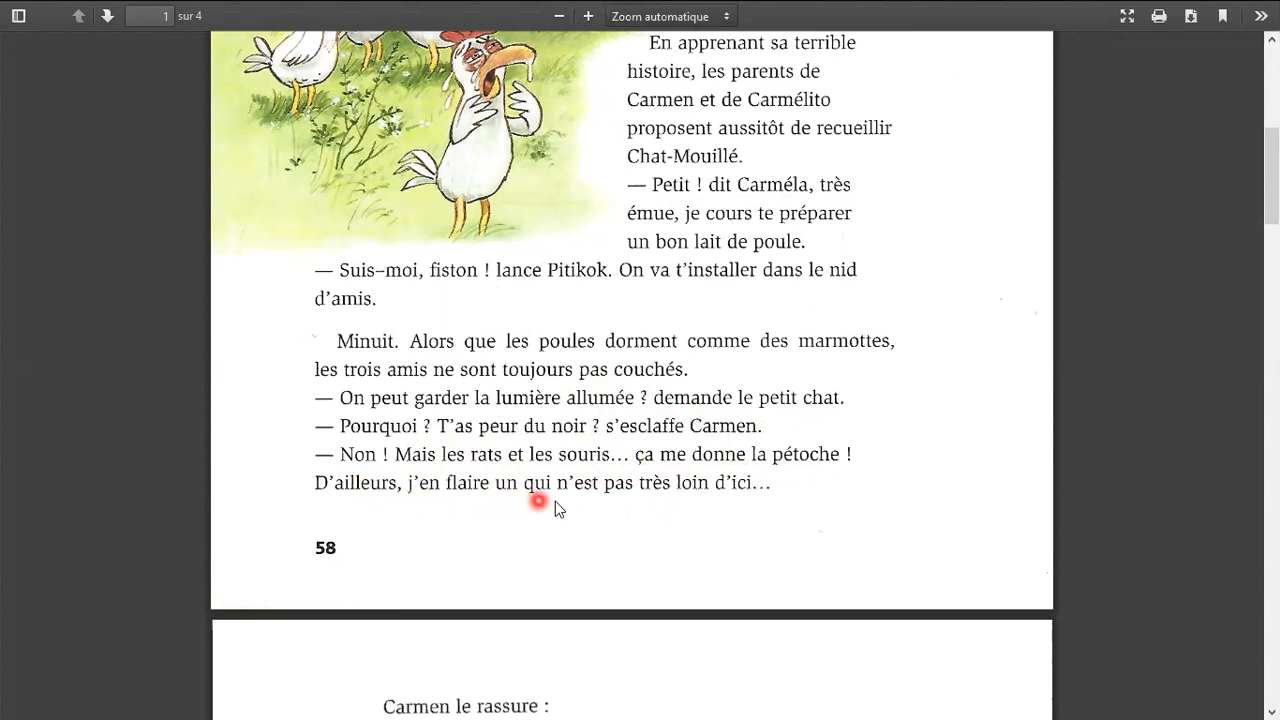 1 sur 4
Zoom automatique
En apprenant sa terrible
histoire, les parents de
Carmen et de Carmélito
proposent aussitôt de recueillir
Chat-Mouillé.
— Petit ! dit Carméla, très
émue, je cours te préparer
un bon lait de poule.
— Suis-moi, fiston ! lance Pitikok. On va t'installer dans le nid
d'amis.
Minuit. Alors que les poules dorment comme des marmottes,
les trois amis ne sont toujours pas couchés.
— On peut garder la lumière allumée ? demande le petit chat.
— Pourquoi ? T'as peur du noir ? s'esclaffe Carmen.
— Non ! Mais les rats et les souris... ça me donne la pétoche !
D'ailleurs, j'en flaire un qui n'est pas très loin d'ici...
58
Carmen le rassure :